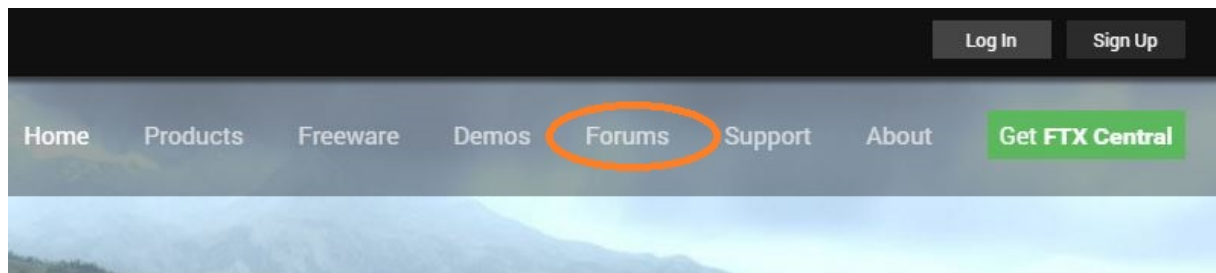 Log In Sign Up
Home Products Freeware Demos Forums Support About Get FTX Central